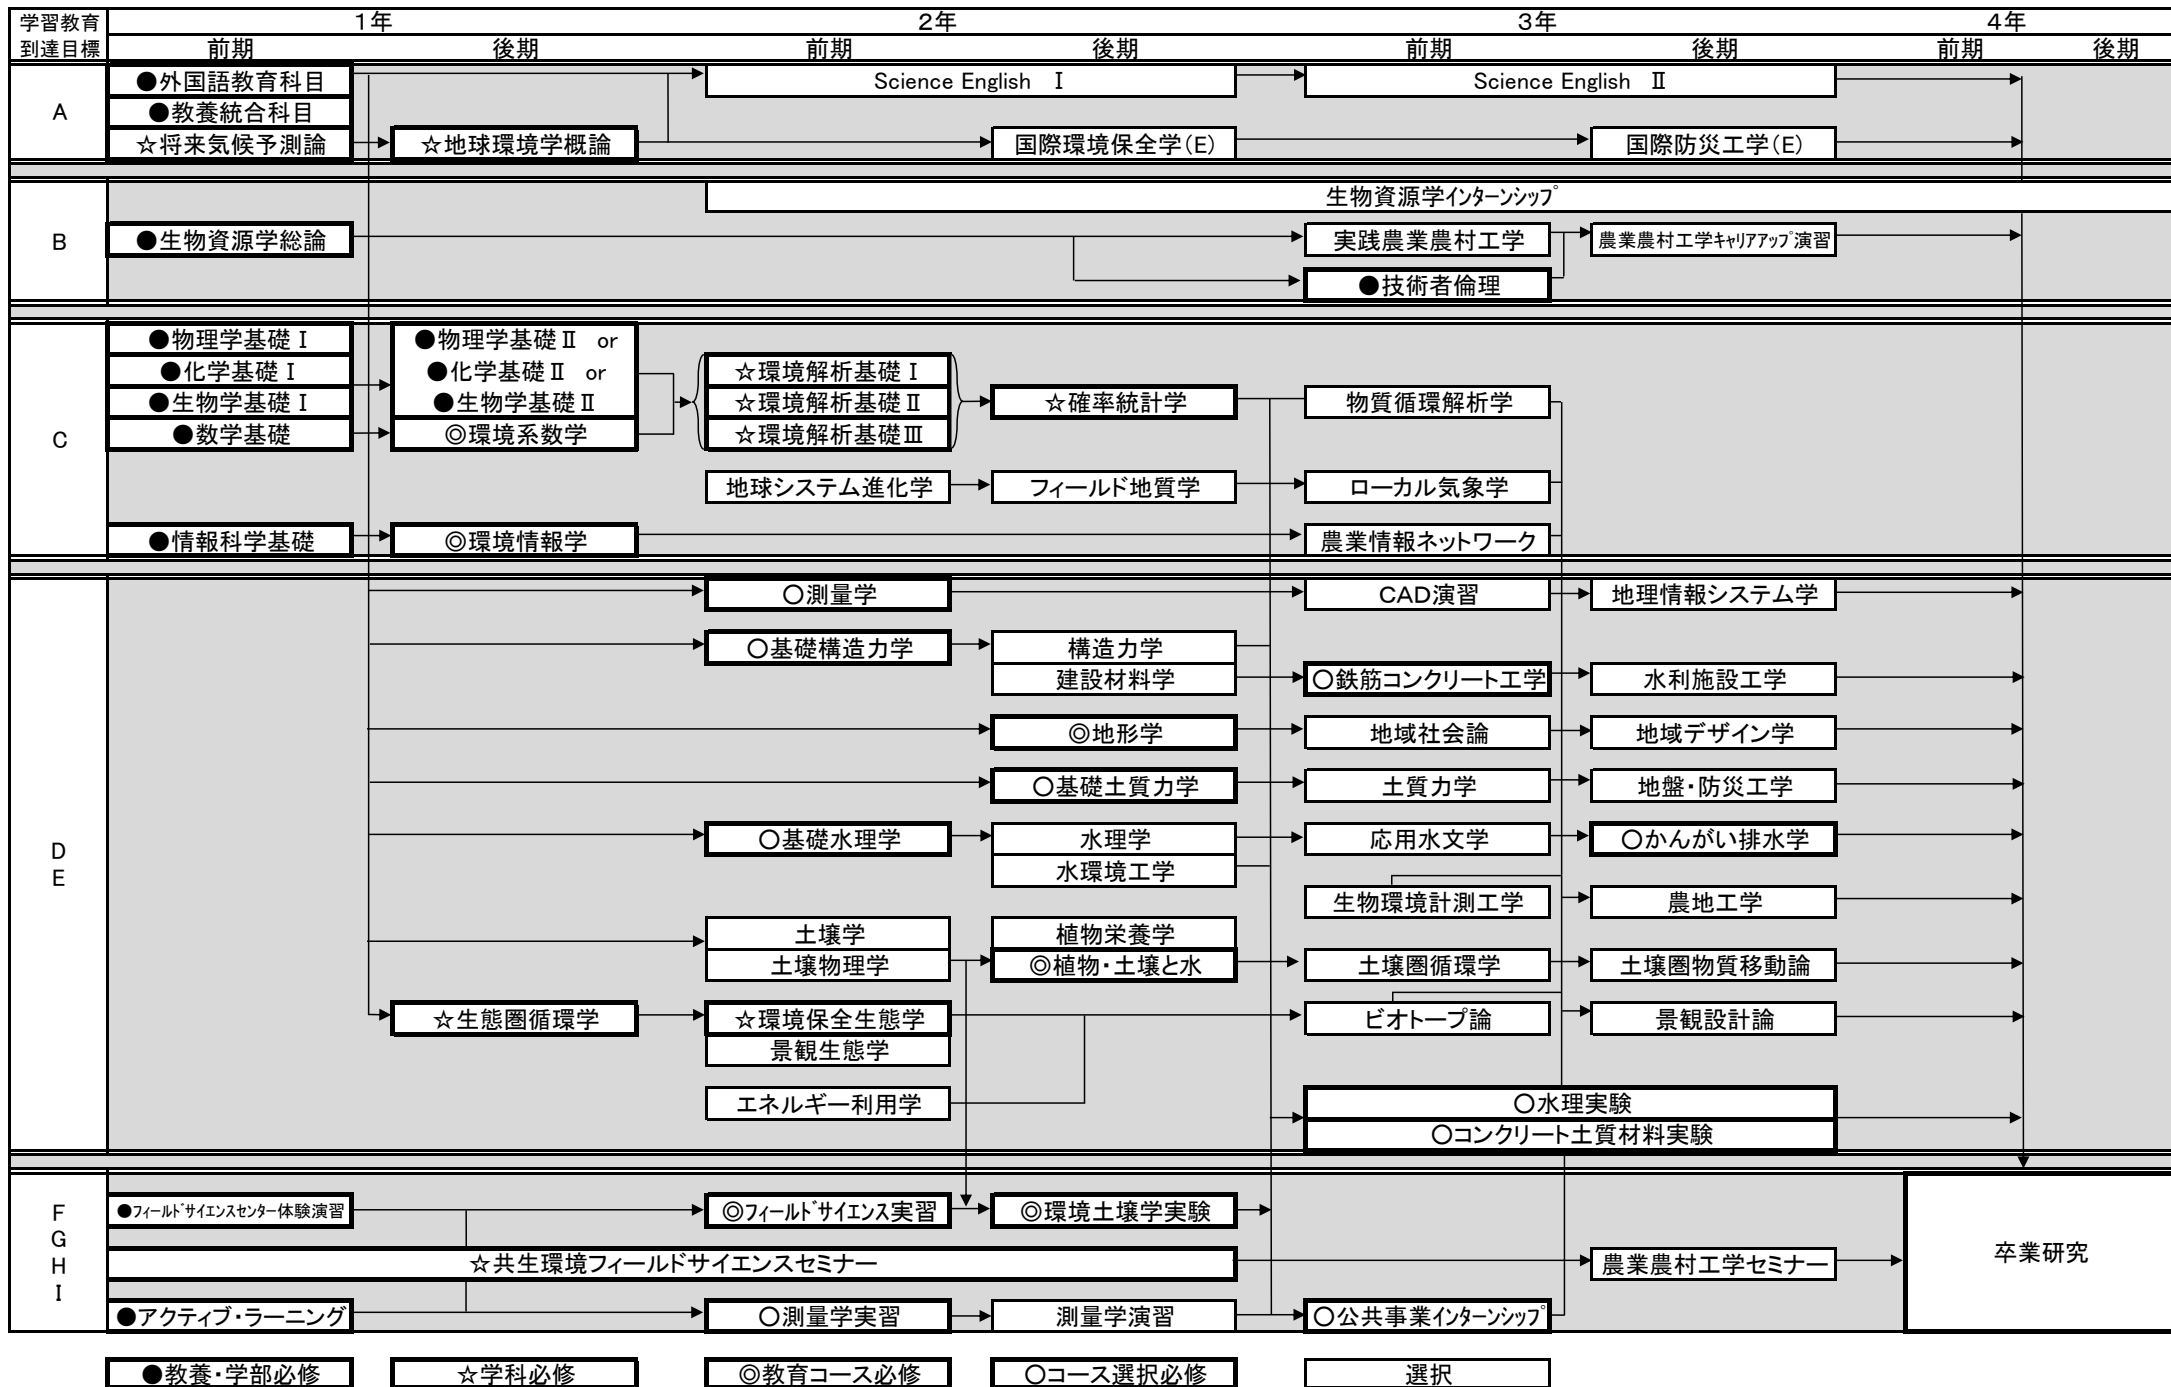 学習教育
到達目標
1年 2年 3年 4年
前期 後期 前期 後期 前期 後期 前期 後期
A
●外国語教育科目 Science English Ⅰ Science English Ⅱ
●教養統合科目
☆将来気候予測論 ☆地球環境学概論 国際環境保全学(E) 国際防災工学(E)
B
生物資源学インターンシップ
●生物資源学総論 実践農業農村工学 農業農村工学キャリアアップ演習
●技術者倫理
C
●物理学基礎Ⅰ ●物理学基礎Ⅱ or
●化学基礎Ⅰ ●化学基礎Ⅱ or ☆環境解析基礎Ⅰ
●生物学基礎Ⅰ ●生物学基礎Ⅱ ☆環境解析基礎Ⅱ ☆確率統計学 物質循環解析学
●数学基礎 ◎環境系数学 ☆環境解析基礎Ⅲ
地球システム進化学 フィールド地質学 ローカル気象学
●情報科学基礎 ◎環境情報学 農業情報ネットワーク
D
E
○測量学 CAD演習 地理情報システム学
○基礎構造力学 構造力学
建設材料学 ○鉄筋コンクリート工学 水利施設工学
◎地形学 地域社会論 地域デザイン学
○基礎土質力学 土質力学 地盤・防災工学
○基礎水理学 水理学 応用水文学 ○かんがい排水学
水環境工学
生物環境計測工学 農地工学
土壌学 植物栄養学
土壌物理学 ◎植物・土壌と水 土壌圏循環学 土壌圏物質移動論
☆生態圏循環学 ☆環境保全生態学 ビオトープ論 景観設計論
景観生態学
エネルギー利用学 ○水理実験
○コンクリート土質材料実験
F
G
H
I
●フィールドサイエンスセンター体験演習 ◎フィールドサイエンス実習 ◎環境土壌学実験
☆共生環境フィールドサイエンスセミナー 農業農村工学セミナー 卒業研究
●アクティブ・ラーニング ○測量学実習 測量学演習 ○公共事業インターンシップ
●教養・学部必修 ☆学科必修 ◎教育コース必修 ○コース選択必修 選択